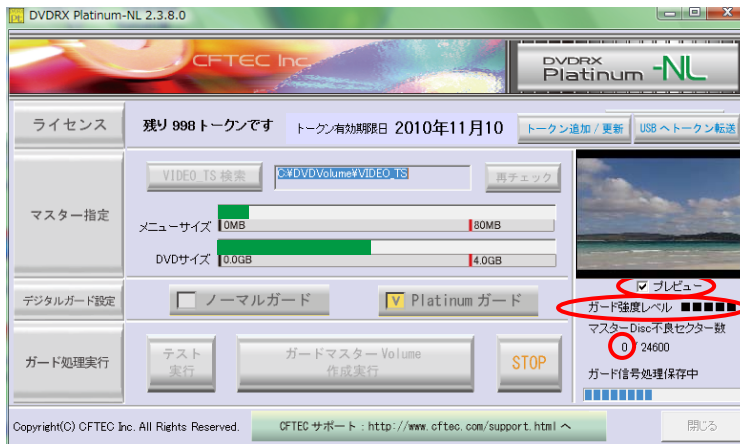 DVDRX Platinum-NL 2.3.8.0
CFTEC Inc.
DVDRX
Platinum -NL
ライセンス
残り 998 トークンです
トークン有効期限日 2010年11月10
トークン追加 / 更新
USB へトークン転送
マスター指定
VIDEO_TS 検索
C:¥DVDVolume¥VIDEO_TS
再チェック
メニューサイズ
0MB
80MB
DVDサイズ
0.0GB
4.0GB
プレビュー
デジタルガード設定
ノーマルガード
V Platinum ガード
ガード強度レベル ■■■■■
マスターDisc不良セクター数
0 / 24600
ガード処理実行
テスト
実行
ガードマスター Volume
作成実行
STOP
ガード信号処理保存中
Copyright(C) CFTEC Inc. All Rights Reserved.
CFTEC サポート : http://www.cftec.com/support.html へ
閉じる